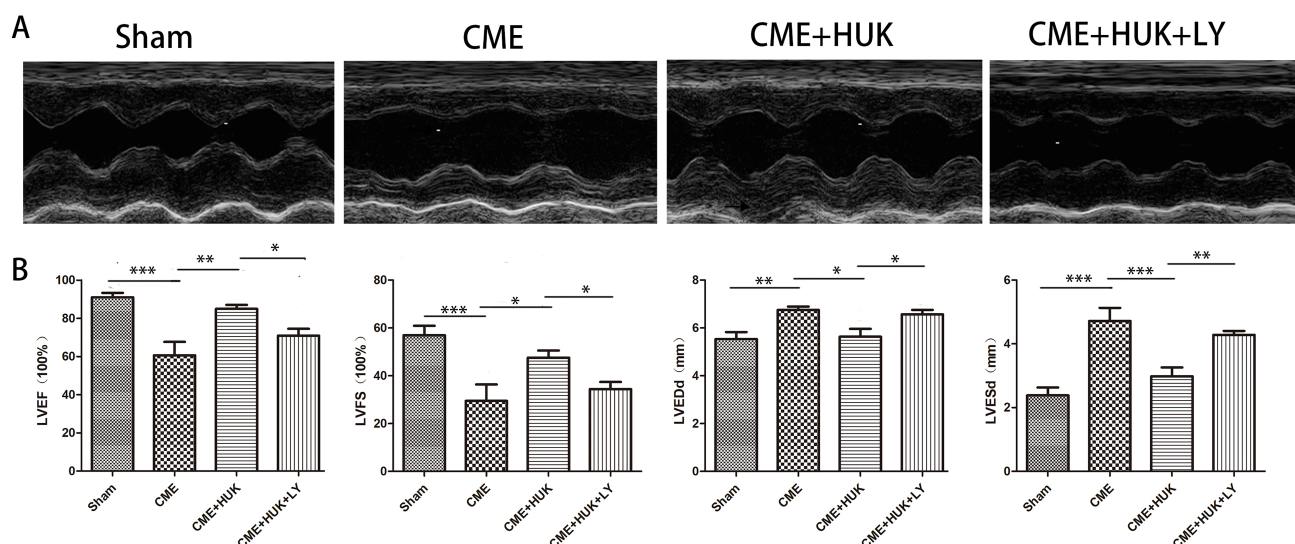 A
Sham
CME
CME+HUK
CME+HUK+LY
B
***
**
*
100
80
60
40
20
0
LVEF（100%）
Sham
CME
CME+HUK
CME+HUK+LY
***
*
*
80
60
40
20
0
LVFS（100%）
Sham
CME
CME+HUK
CME+HUK+LY
**
*
*
8
6
4
2
0
LVEDd（mm）
Sham
CME
CME+HUK
CME+HUK+LY
***
***
**
6
4
2
0
LVESd（mm）
Sham
CME
CME+HUK
CME+HUK+LY